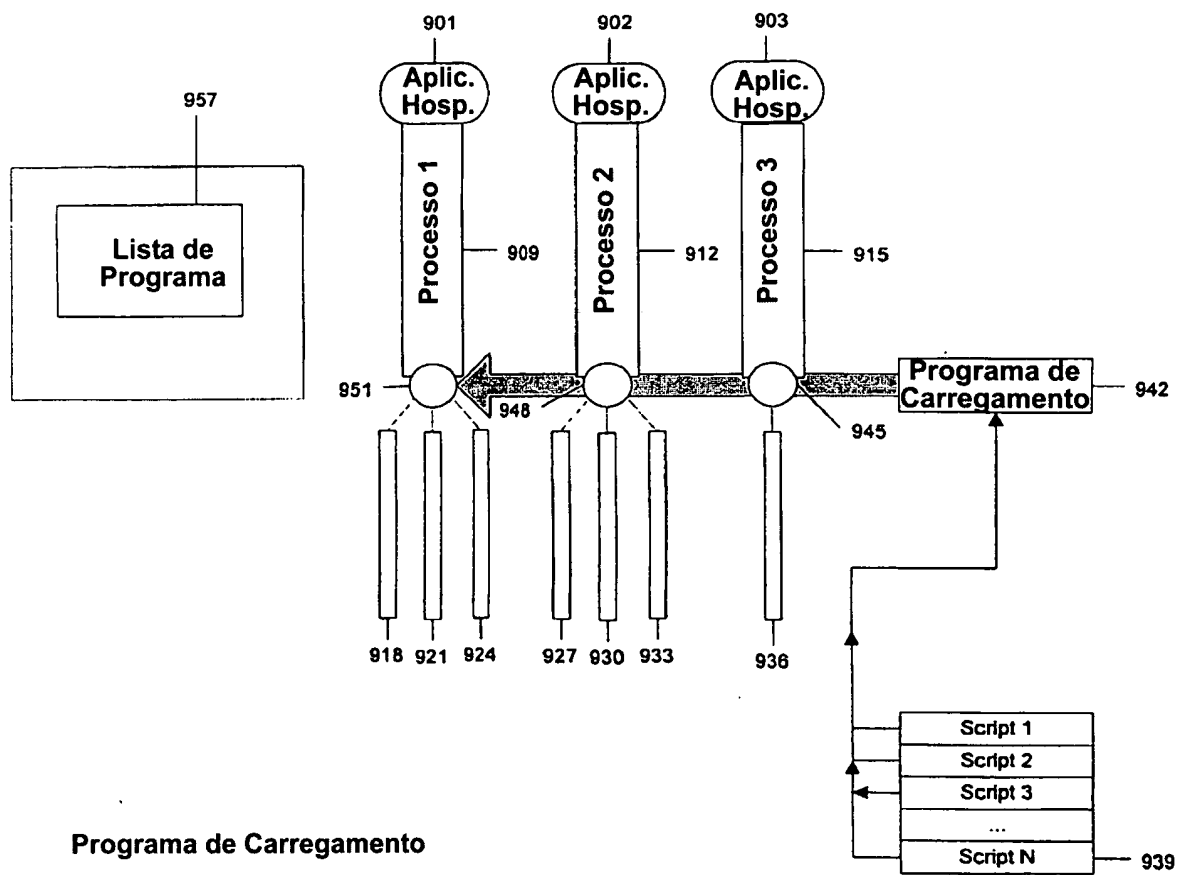 901
902
903
Aplic.
Hosp.
Aplic.
Hosp.
Aplic.
Hosp.
957
Lista de
Programa
Processo 1
909
Processo 2
912
Processo 3
915
951
948
945
Programa de
Carregamento
942
918
921
924
927
930
933
936
Script 1
Script 2
Script 3
...
Script N
939
Programa de Carregamento